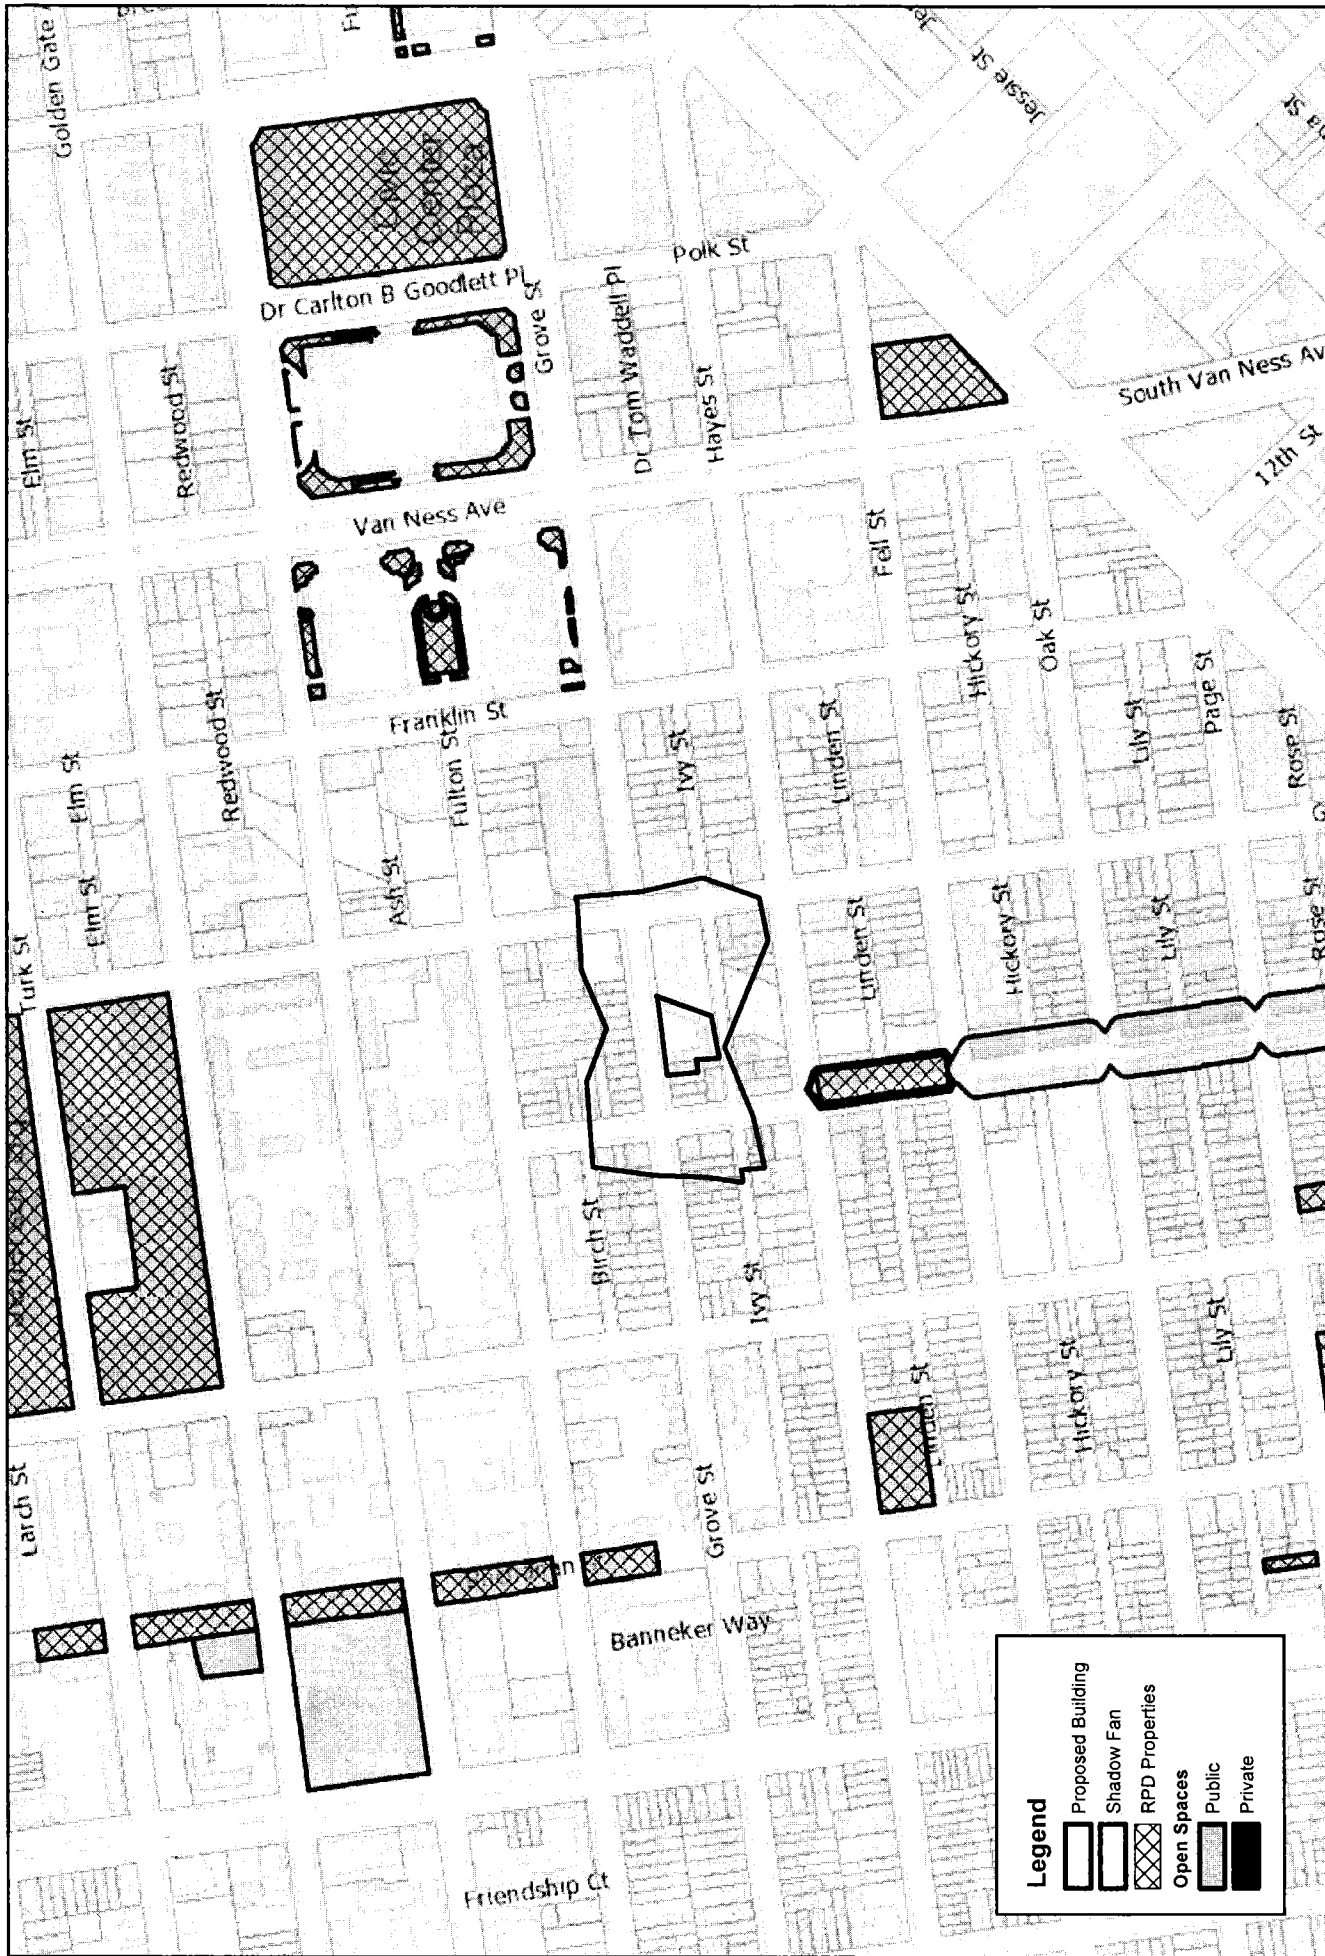 Golden Gate
Jessie St
Civic
Center
Plaza
Polk St
Dr Carlton B Goodlett Pl
Grove St
Dr Tom Waddell Pl
Hayes St
South Van Ness Av
12th St
Elm St
Redwood St
Van Ness Ave
Fell St
Hickory St
Oak St
Lily St
Page St
Rose St
Franklin St
Fulton St
Ivy St
Linden St
Elm St
Redwood St
Elm St
Ash St
Turk St
Linden St
Hickory St
Lily St
Rose St
Birch St
Ivy St
Linden St
Hickory St
Lily St
Larch St
Grove St
Banneker Way
Friendship Ct
Legend
Proposed Building
Shadow Fan
RPD Properties
Open Spaces
Public
Private